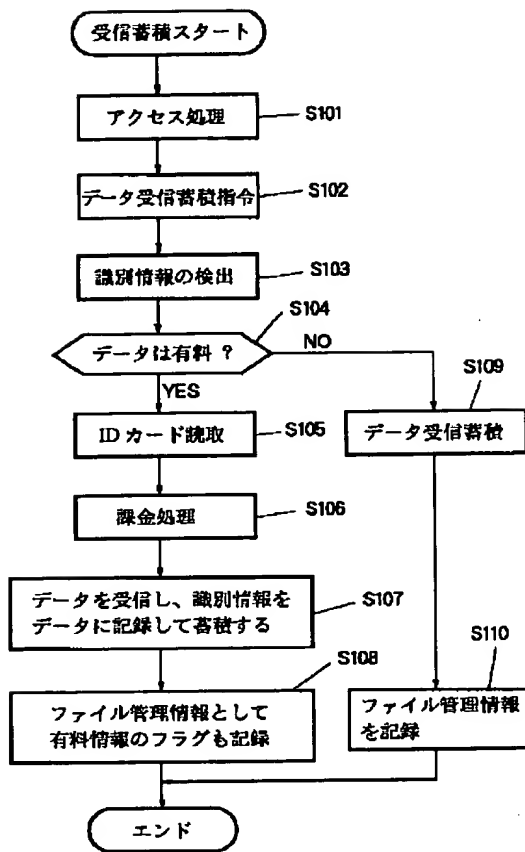 受信蓄積スタート
アクセス処理
S101
データ受信蓄積指令
S102
識別情報の検出
S103
S104
データは有料 ?
NO
YES
S109
IDカード読取
S105
データ受信蓄積
課金処理
S106
データを受信し、識別情報を
データに記録して蓄積する
S107
S108
S110
ファイル管理情報として
有料情報のフラグも記録
ファイル管理情報
を記録
エンド